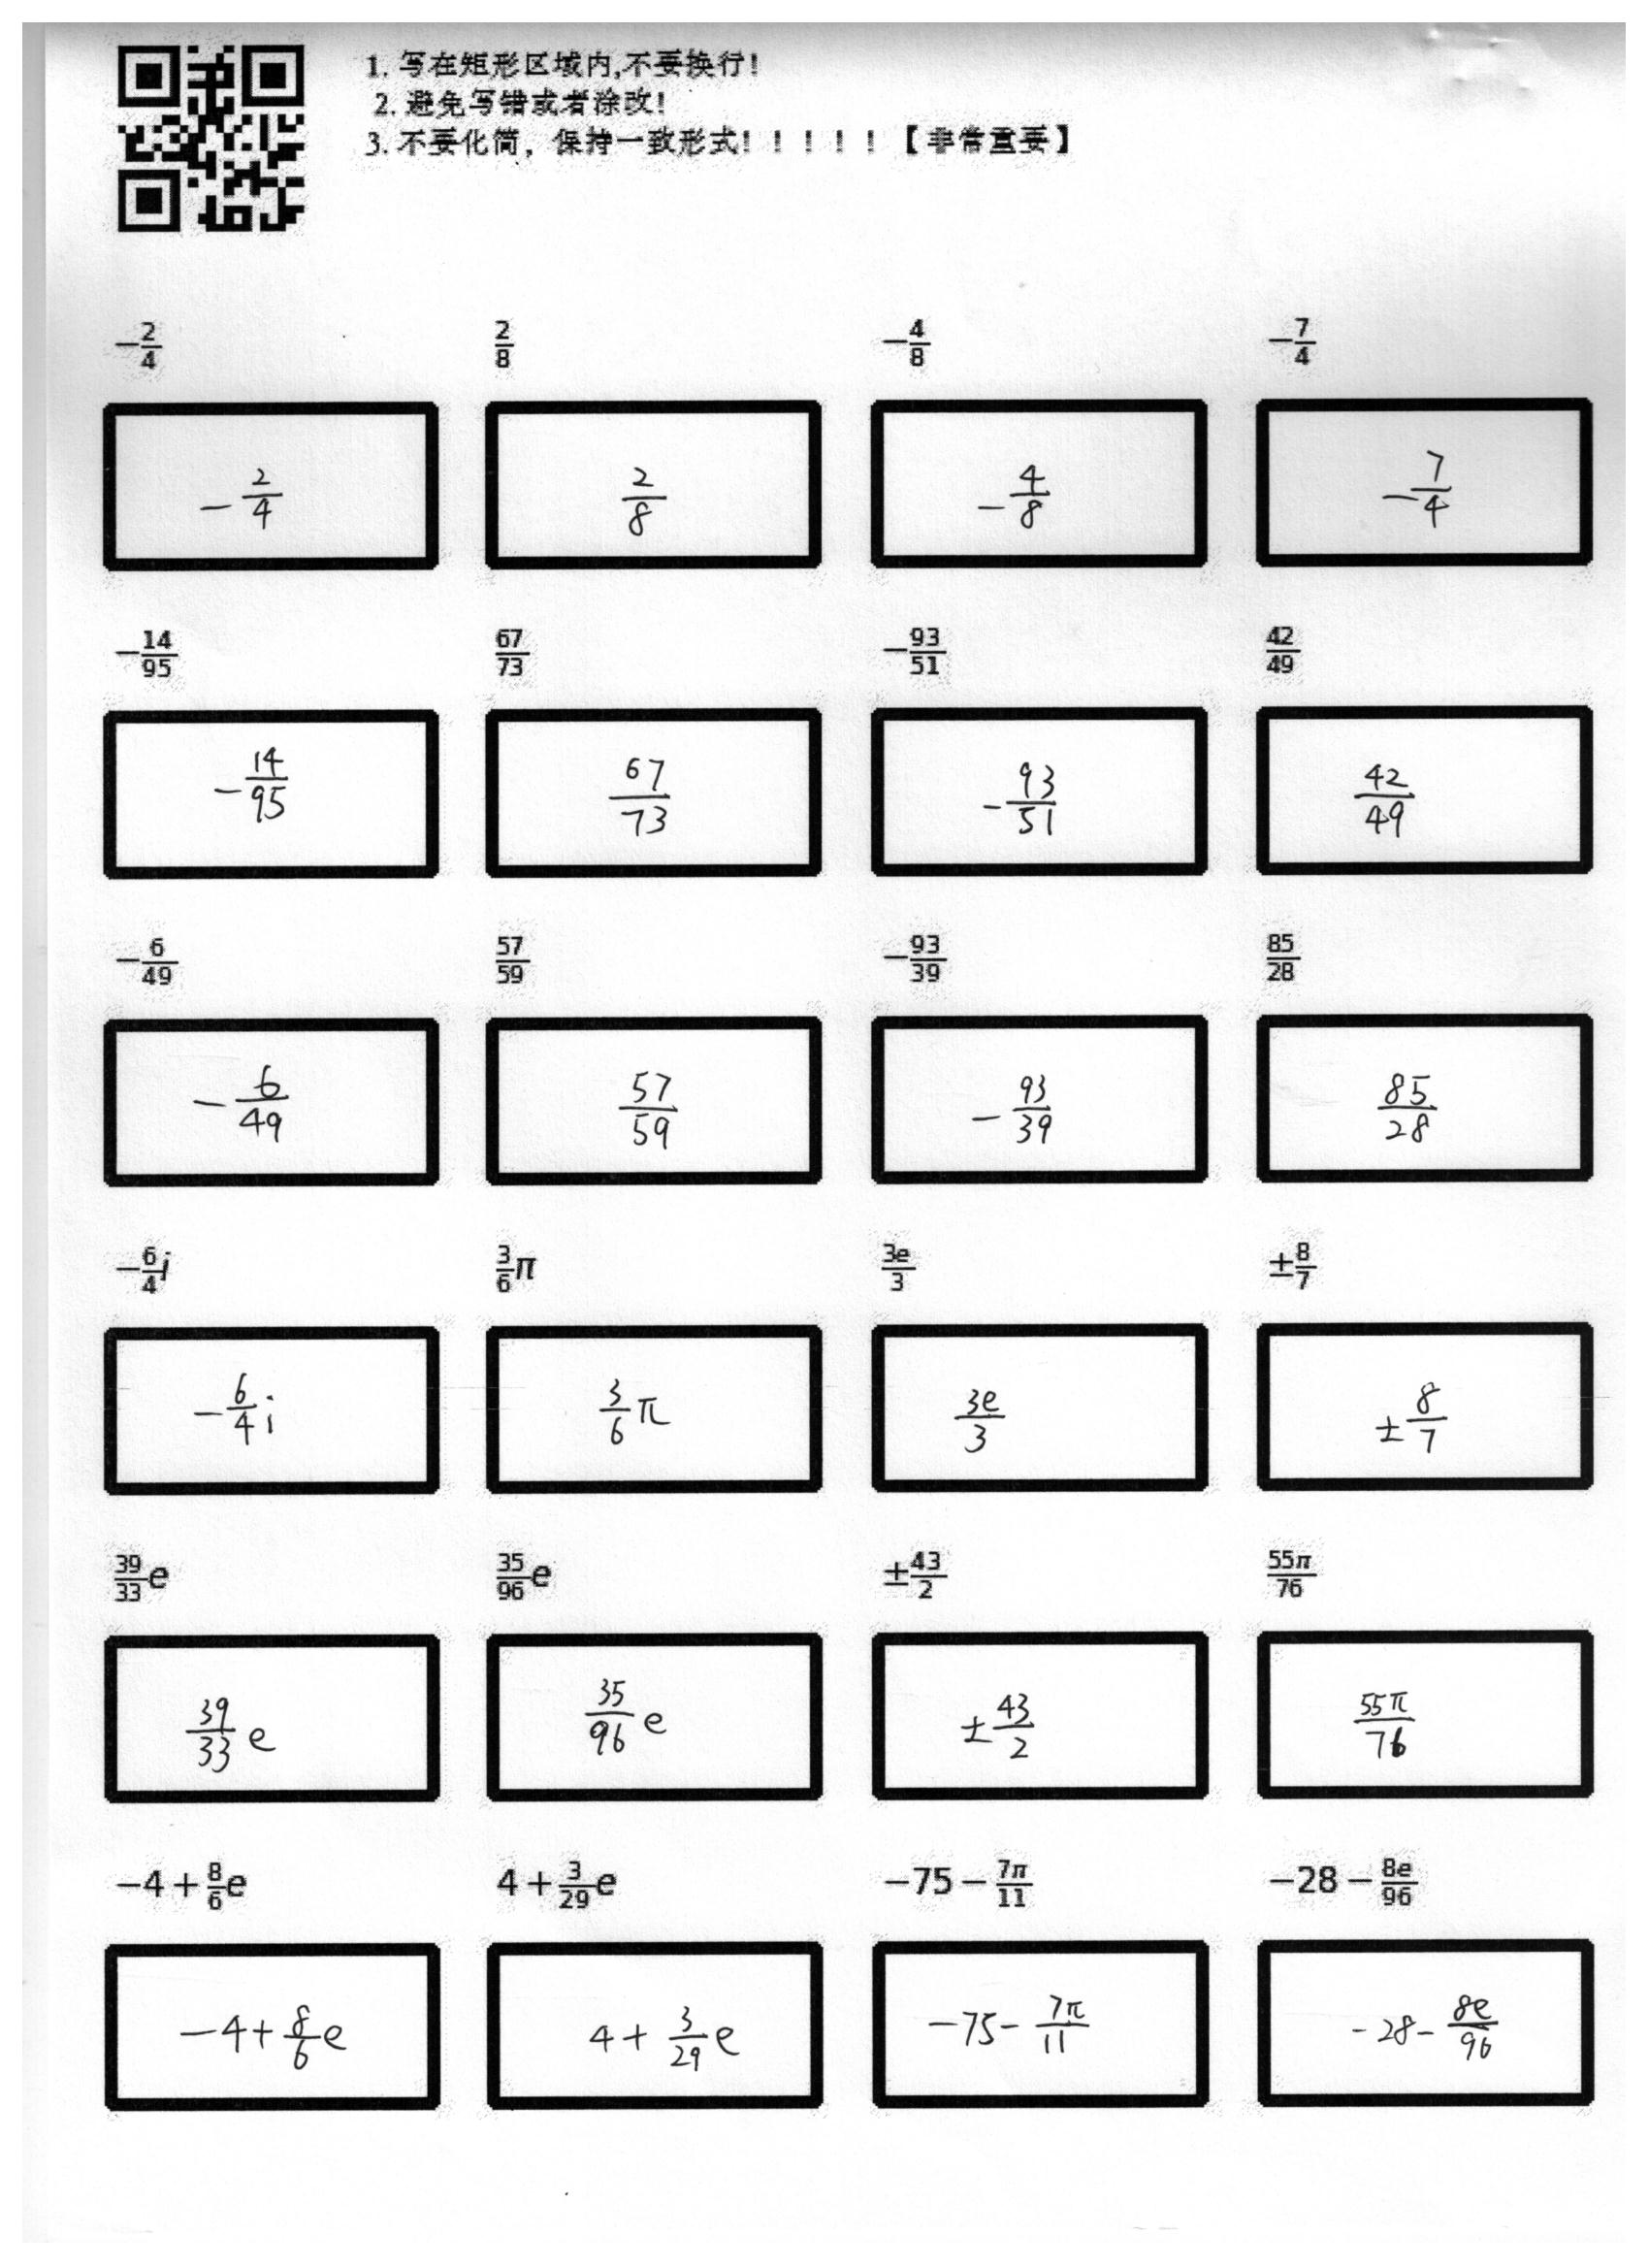 1. 写在矩形区域内,不要换行!
2. 避免写错或者涂改!
3. 不要化简，保持一致形式! ! ! ! ! 【非常重要】
$-\frac{2}{4}$ $\frac{2}{8}$ $-\frac{4}{8}$ $-\frac{7}{4}$
$-\frac{2}{4}$ $\frac{2}{8}$ $-\frac{4}{8}$ $-\frac{7}{4}$
$-\frac{14}{95}$ $\frac{67}{73}$ $-\frac{93}{51}$ $\frac{42}{49}$
$-\frac{14}{95}$ $\frac{67}{73}$ $-\frac{93}{51}$ $\frac{42}{49}$
$-\frac{6}{49}$ $\frac{57}{59}$ $-\frac{93}{39}$ $\frac{85}{28}$
$-\frac{6}{49}$ $\frac{57}{59}$ $-\frac{93}{39}$ $\frac{85}{28}$
$-\frac{6}{4}i$ $\frac{3}{6}\pi$ $\frac{3e}{3}$ $\pm\frac{8}{7}$
$-\frac{6}{4}i$ $\frac{3}{6}\pi$ $\frac{3e}{3}$ $\pm\frac{8}{7}$
$\frac{39}{33}e$ $\frac{35}{96}e$ $\pm\frac{43}{2}$ $\frac{55\pi}{76}$
$\frac{39}{33}e$ $\frac{35}{96}e$ $\pm\frac{43}{2}$ $\frac{55\pi}{76}$
$-4+\frac{8}{6}e$ $4+\frac{3}{29}e$ $-75-\frac{7\pi}{11}$ $-28-\frac{8e}{96}$
$-4+\frac{8}{6}e$ $4+\frac{3}{29}e$ $-75-\frac{7\pi}{11}$ $-28-\frac{8e}{96}$